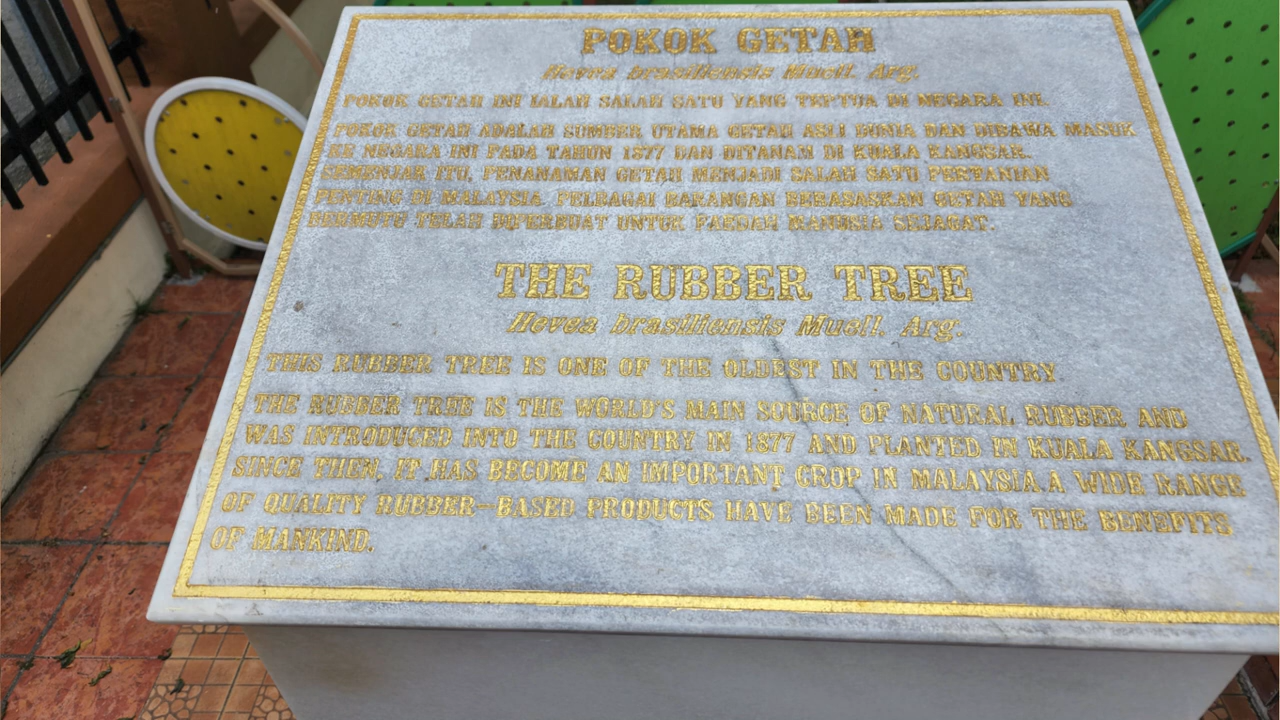 POKOK GETAH
Hevea brasiliensis Muell. Arg.
POKOK GETAH INI IALAH SALAH SATU YANG TERTUA DI NEGARA INI.
POKOK GETAH ADALAH SUMBER UTAMA GETAH ASLI DUNIA DAN DIBAWA MASUK
KE NEGARA INI PADA TAHUN 1877 DAN DITANAM DI KUALA KANGSAR.
SEMENJAK ITU, PENANAMAN GETAH MENJADI SALAH SATU PERTANIAN
PENTING DI MALAYSIA. PELBAGAI BARANGAN BERASASKAN GETAH YANG
BERMUTU TELAH DIPERBUAT UNTUK FAEDAH MANUSIA SEJAGAT.
THE RUBBER TREE
Hevea brasiliensis Muell. Arg.
THIS RUBBER TREE IS ONE OF THE OLDEST IN THE COUNTRY.
THE RUBBER TREE IS THE WORLD'S MAIN SOURCE OF NATURAL RUBBER AND
WAS INTRODUCED INTO THE COUNTRY IN 1877 AND PLANTED IN KUALA KANGSAR.
SINCE THEN, IT HAS BECOME AN IMPORTANT CROP IN MALAYSIA.A WIDE RANGE
OF QUALITY RUBBER-BASED PRODUCTS HAVE BEEN MADE FOR THE BENEFITS
OF MANKIND.